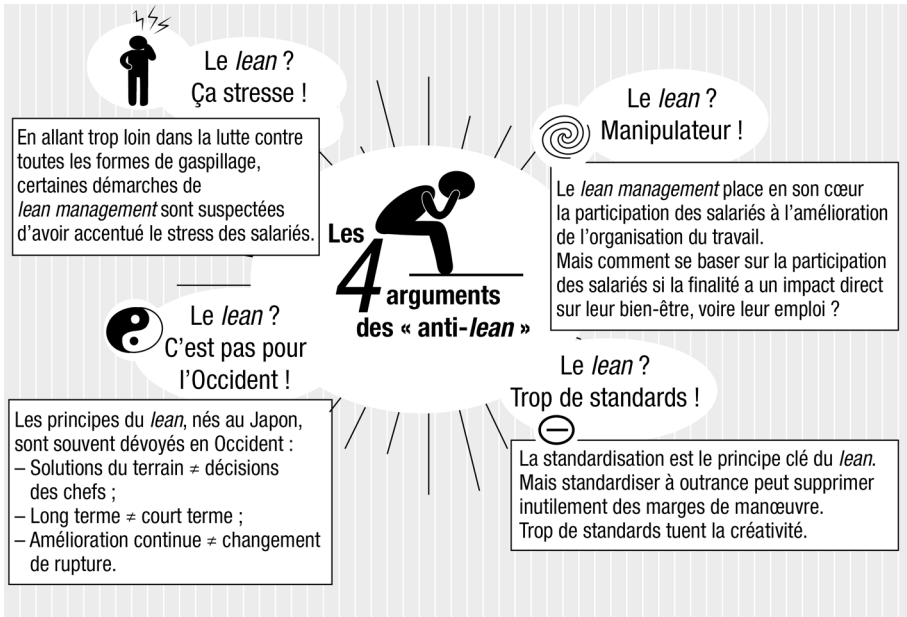 Le lean ?
Ça stresse !
En allant trop loin dans la lutte contre
toutes les formes de gaspillage,
certaines démarches de
lean management sont suspectées
d’avoir accentué le stress des salariés.
Le lean ?
Manipulateur !
Le lean management place en son cœur
la participation des salariés à l’amélioration
de l’organisation du travail.
Mais comment se baser sur la participation
des salariés si la finalité a un impact direct
sur leur bien-être, voire leur emploi ?
Les
4 arguments
des « anti-lean »
Le lean ?
C’est pas pour
l’Occident !
Les principes du lean, nés au Japon,
sont souvent dévoyés en Occident :
– Solutions du terrain ≠ décisions
des chefs ;
– Long terme ≠ court terme ;
– Amélioration continue ≠ changement
de rupture.
Le lean ?
Trop de standards !
La standardisation est le principe clé du lean.
Mais standardiser à outrance peut supprimer
inutilement des marges de manœuvre.
Trop de standards tuent la créativité.